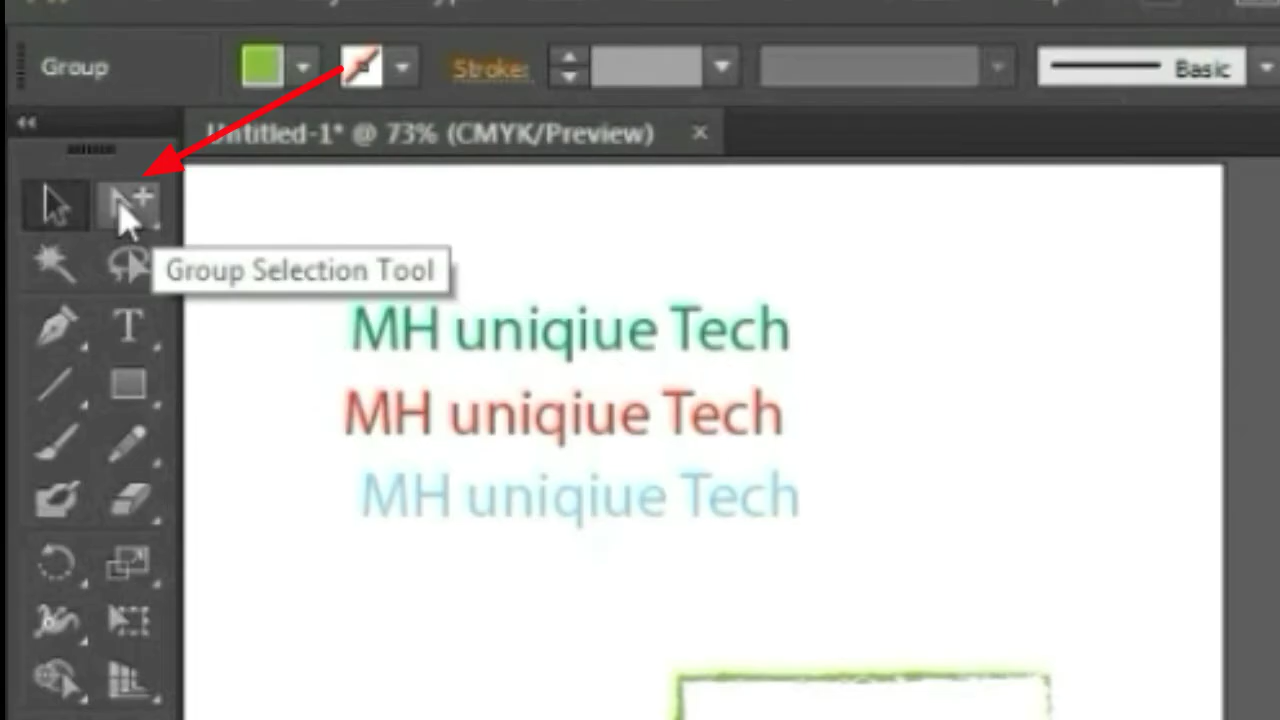 Group
Stroke:
Basic
Untitled-1* @ 73% (CMYK/Preview) ×
Group Selection Tool
T
MH uniqiue Tech
MH uniqiue Tech
MH uniqiue Tech